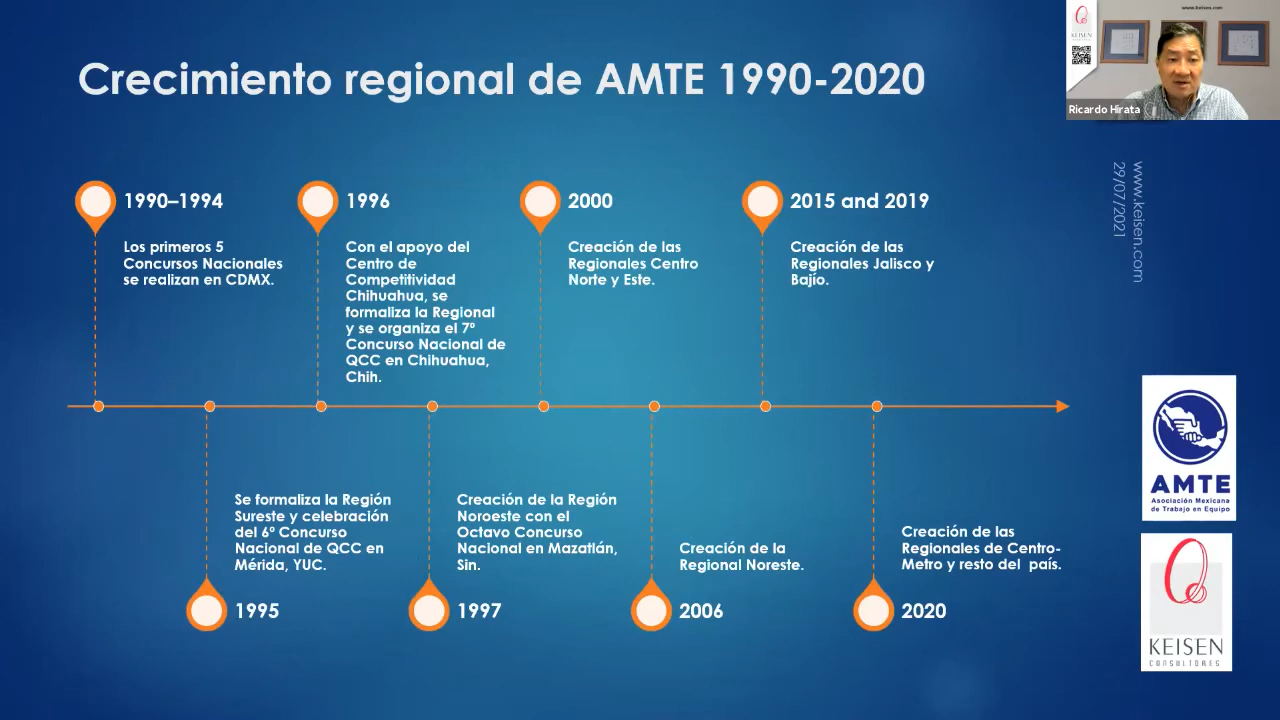 Crecimiento regional de AMTE 1990-2020
www.keisen.com
KEISEN
Ricardo Hirata
www.keisen.com
29/07/2021
1990–1994
Los primeros 5
Concursos Nacionales
se realizan en CDMX.
1996
Con el apoyo del
Centro de
Competitividad
Chihuahua, se
formaliza la Regional
y se organiza el 7º
Concurso Nacional de
QCC en Chihuahua,
Chih.
2000
Creación de las
Regionales Centro
Norte y Este.
2015 and 2019
Creación de las
Regionales Jalisco y
Bajío.
Se formaliza la Región
Sureste y celebración
del 6º Concurso
Nacional de QCC en
Mérida, YUC.
1995
Creación de la Región
Noroeste con el
Octavo Concurso
Nacional en Mazatlán,
Sin.
1997
Creación de la
Regional Noreste.
2006
Creación de las
Regionales de Centro-
Metro y resto del  país.
2020
AMTE
Asociación Mexicana
de Trabajo en Equipo
KEISEN
CONSULTORES